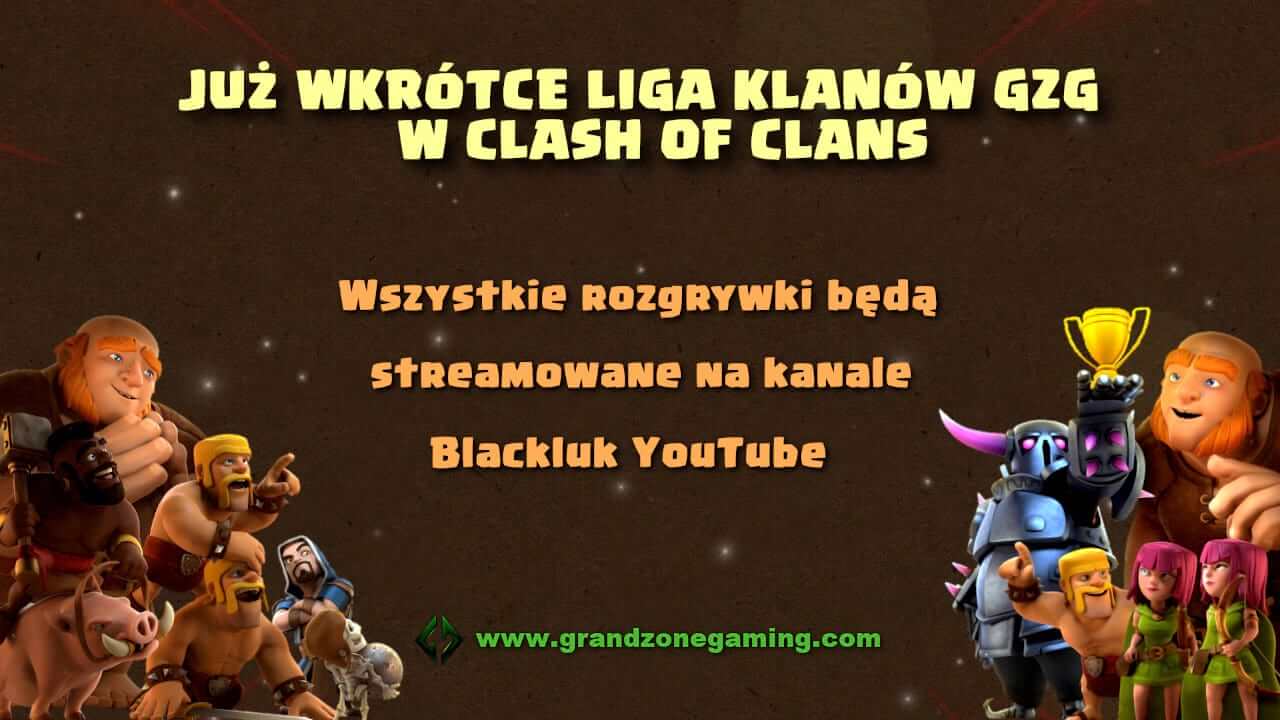 JUŻ WKRÓTCE LIGA KLANÓW GZG
W CLASH OF CLANS
Wszystkie rozgrywki będą
streamowane na kanale
Blackluk YouTube
www.grandzonegaming.com